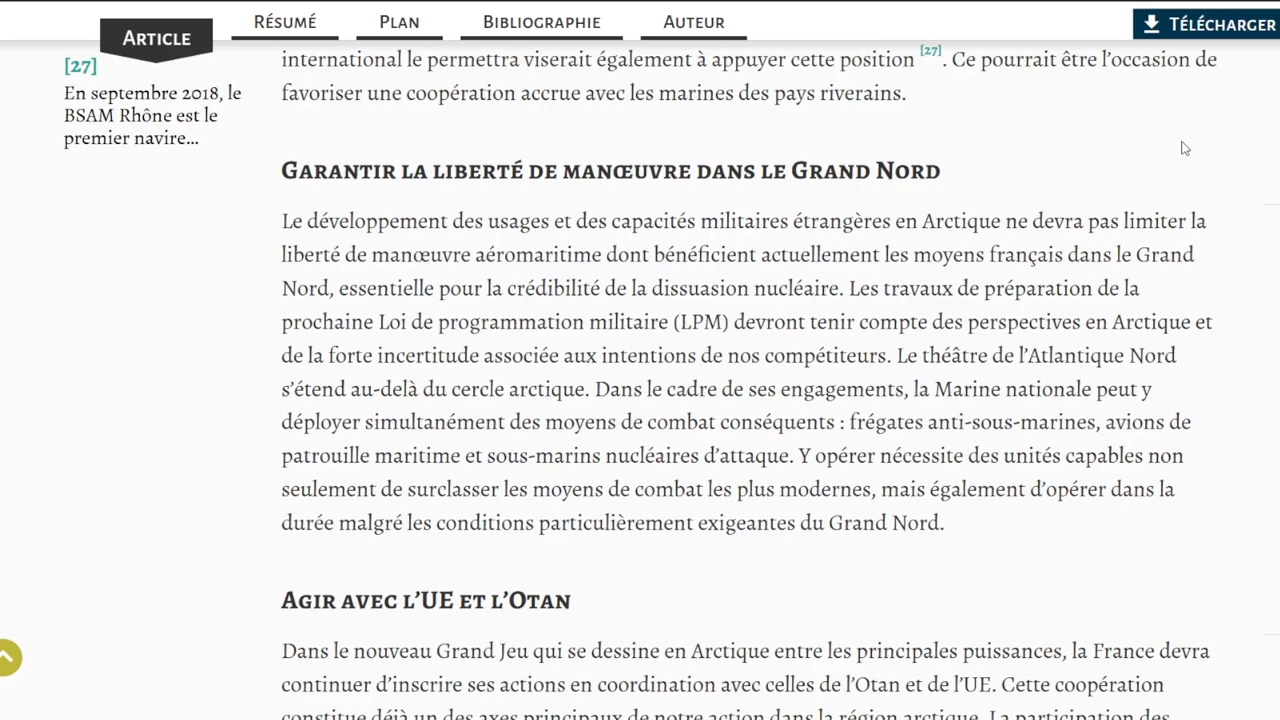 ARTICLE
RÉSUMÉ
PLAN
BIBLIOGRAPHIE
AUTEUR
TÉLÉCHARGER
[27]
En septembre 2018, le
BSAM Rhône est le
premier navire...
international le permettra viserait également à appuyer cette position [27]. Ce pourrait être l’occasion de
favoriser une coopération accrue avec les marines des pays riverains.
GARANTIR LA LIBERTÉ DE MANŒUVRE DANS LE GRAND NORD
Le développement des usages et des capacités militaires étrangères en Arctique ne devra pas limiter la
liberté de manœuvre aéromaritime dont bénéficient actuellement les moyens français dans le Grand
Nord, essentielle pour la crédibilité de la dissuasion nucléaire. Les travaux de préparation de la
prochaine Loi de programmation militaire (LPM) devront tenir compte des perspectives en Arctique et
de la forte incertitude associée aux intentions de nos compétiteurs. Le théâtre de l’Atlantique Nord
s’étend au-delà du cercle arctique. Dans le cadre de ses engagements, la Marine nationale peut y
déployer simultanément des moyens de combat conséquents : frégates anti-sous-marines, avions de
patrouille maritime et sous-marins nucléaires d’attaque. Y opérer nécessite des unités capables non
seulement de surclasser les moyens de combat les plus modernes, mais également d’opérer dans la
durée malgré les conditions particulièrement exigeantes du Grand Nord.
AGIR AVEC L’UE ET L’OTAN
Dans le nouveau Grand Jeu qui se dessine en Arctique entre les principales puissances, la France devra
continuer d’inscrire ses actions en coordination avec celles de l’Otan et de l’UE. Cette coopération
constitue déjà un des axes principaux de notre action dans la région arctique. La participation des